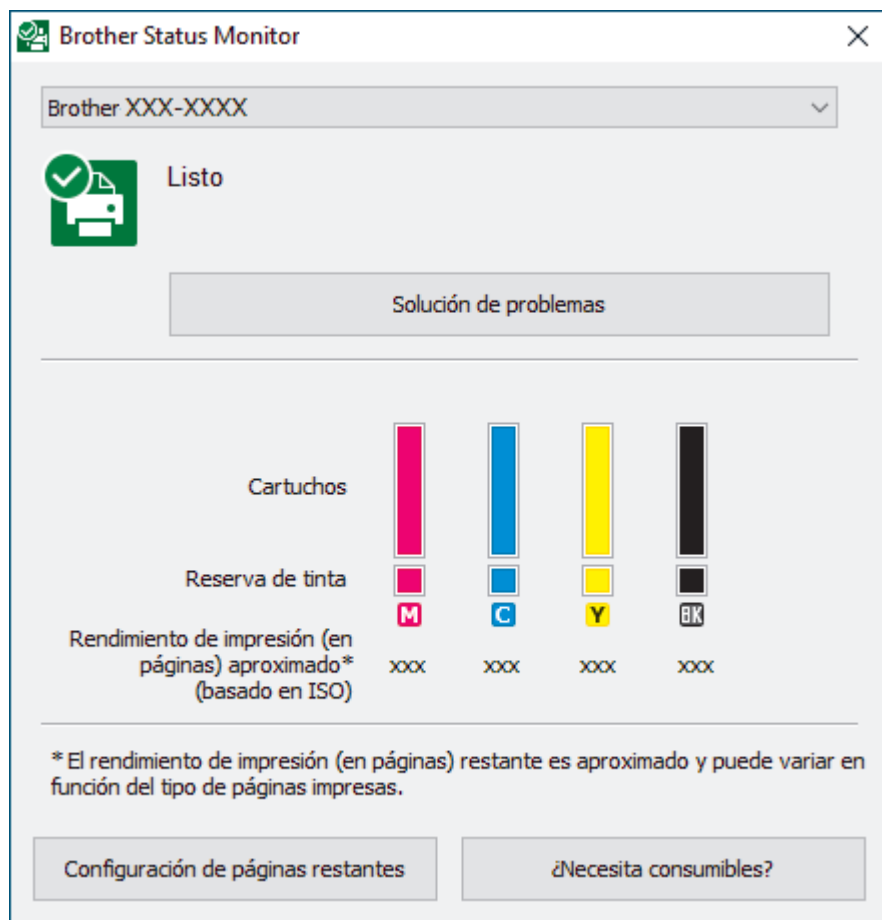 Brother Status Monitor
Brother XXX-XXXX
Listo
Solución de problemas
Cartuchos
Reserva de tinta
M C Y BK
Rendimiento de impresión (en
páginas) aproximado*
(basado en ISO)
xxx xxx xxx xxx
* El rendimiento de impresión (en páginas) restante es aproximado y puede variar en
función del tipo de páginas impresas.
Configuración de páginas restantes
¿Necesita consumibles?